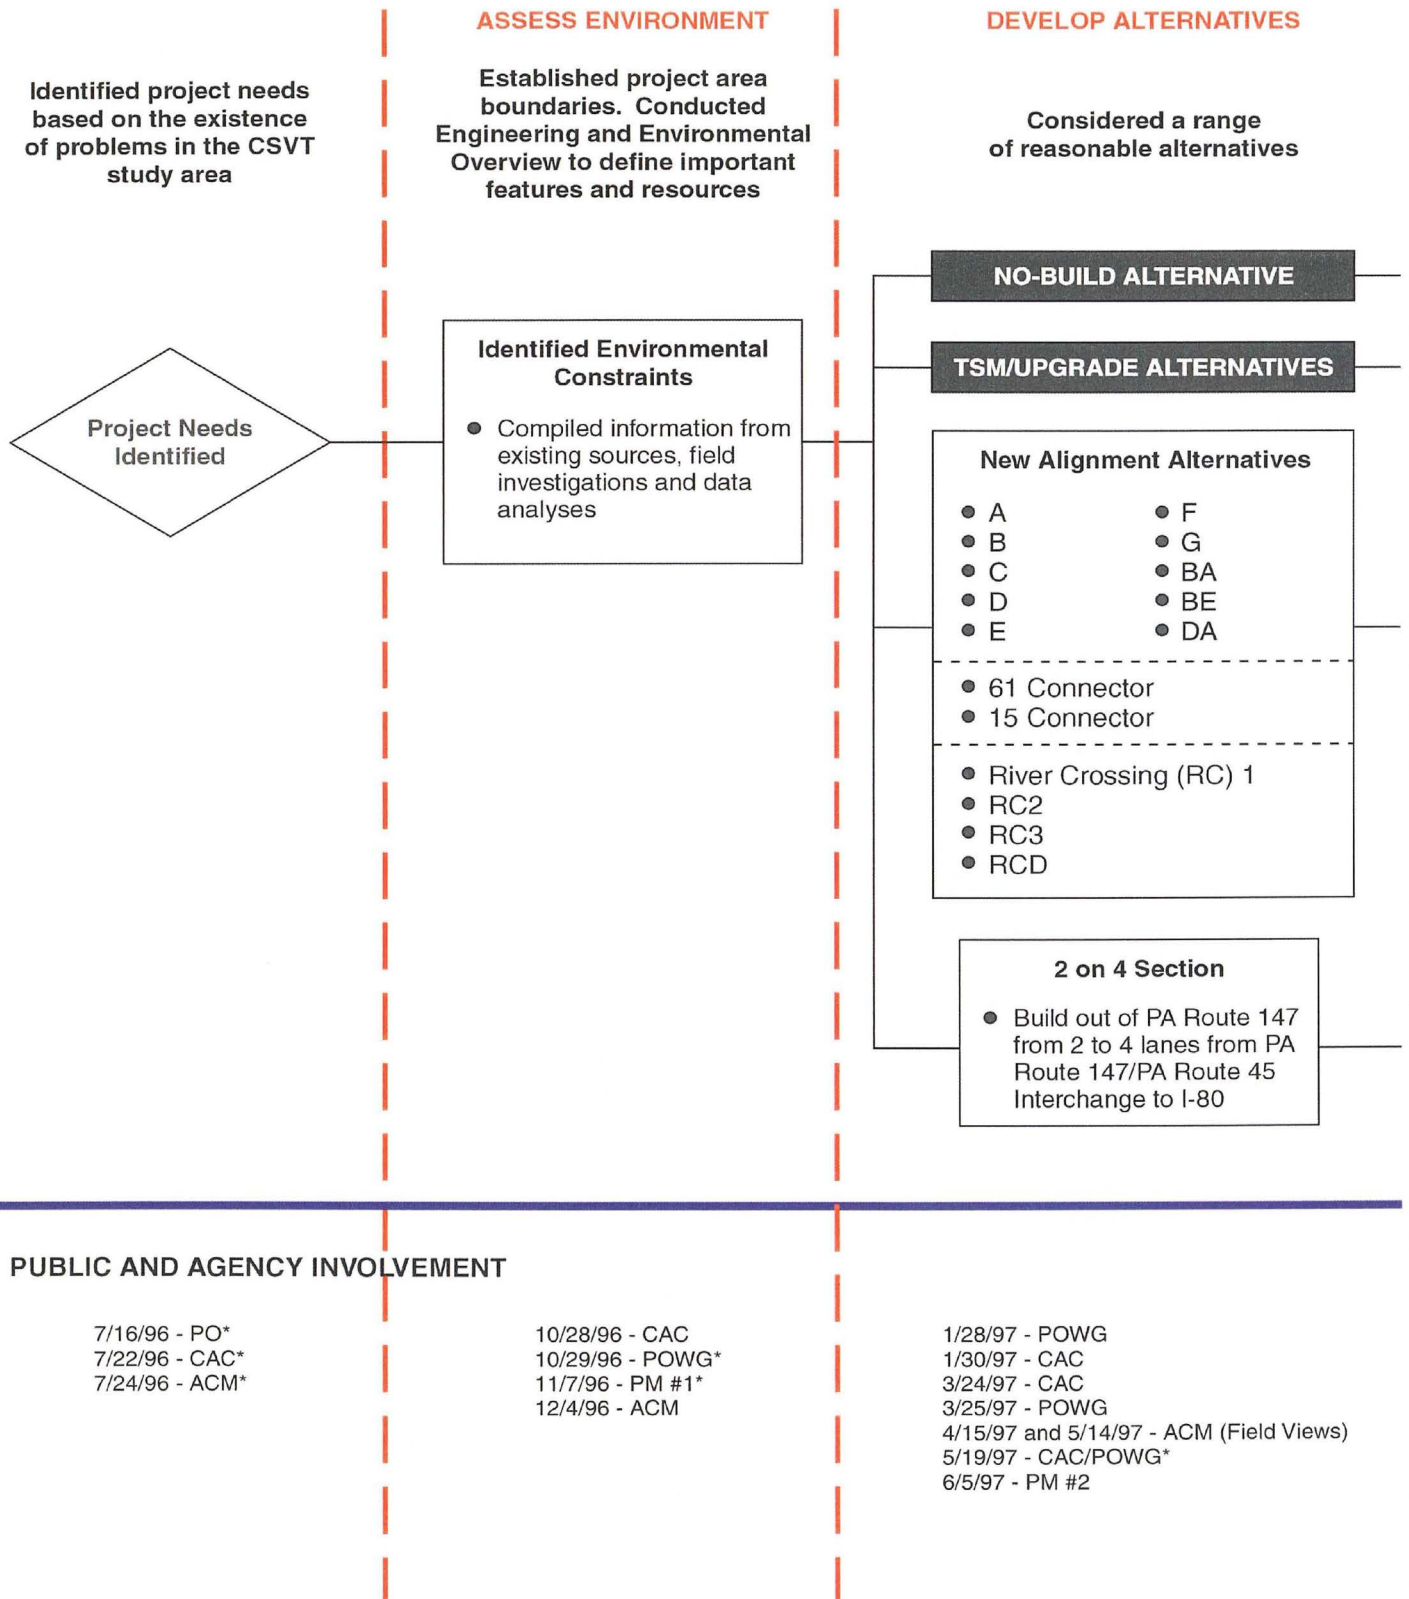 ASSESS ENVIRONMENT
DEVELOP ALTERNATIVES
Identified project needs
based on the existence
of problems in the CSVT
study area
Established project area
boundaries. Conducted
Engineering and Environmental
Overview to define important
features and resources
Considered a range
of reasonable alternatives
Project Needs
Identified
Identified Environmental
Constraints
● Compiled information from
existing sources, field
investigations and data
analyses
NO-BUILD ALTERNATIVE
TSM/UPGRADE ALTERNATIVES
New Alignment Alternatives
● A
● B
● C
● D
● E
● F
● G
● BA
● BE
● DA
● 61 Connector
● 15 Connector
● River Crossing (RC) 1
● RC2
● RC3
● RCD
2 on 4 Section
● Build out of PA Route 147
from 2 to 4 lanes from PA
Route 147/PA Route 45
Interchange to I-80
PUBLIC AND AGENCY INVOLVEMENT
7/16/96 - PO*
7/22/96 - CAC*
7/24/96 - ACM*
10/28/96 - CAC
10/29/96 - POWG*
11/7/96 - PM #1*
12/4/96 - ACM
1/28/97 - POWG
1/30/97 - CAC
3/24/97 - CAC
3/25/97 - POWG
4/15/97 and 5/14/97 - ACM (Field Views)
5/19/97 - CAC/POWG*
6/5/97 - PM #2